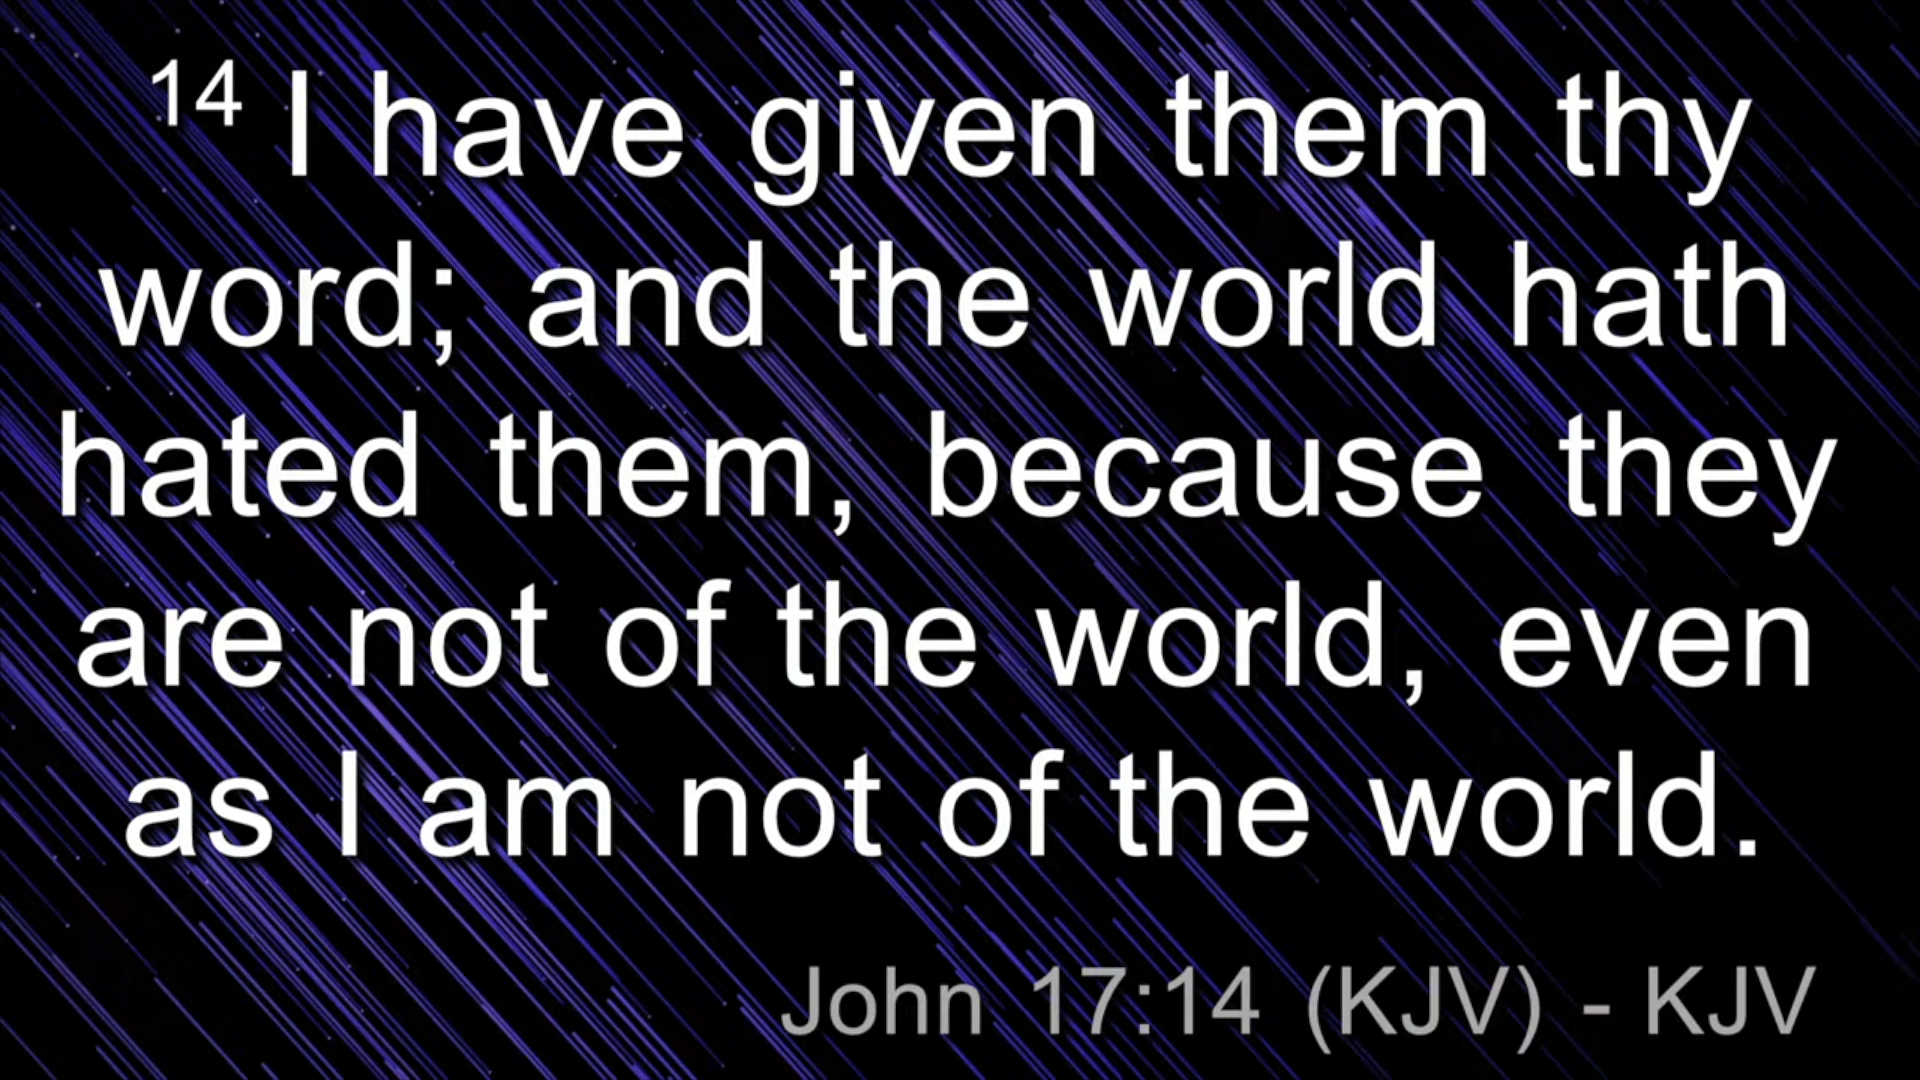 14 I have given them thy
word; and the world hath
hated them, because they
are not of the world, even
as I am not of the world.
John 17:14 (KJV) - KJV